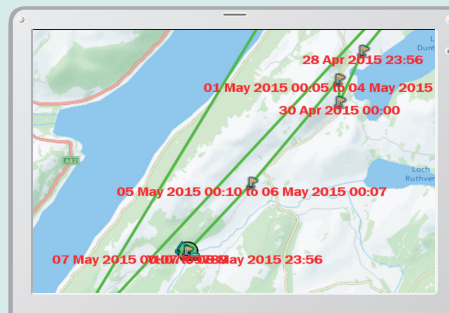 L
Dunt
28 Apr 2015 23:56
01 May 2015 00:05 to 04 May 2015
30 Apr 2015 00:00
A82
Loch
Ruthven
05 May 2015 00:10 to 06 May 2015 00:07
07 May 2015 May 2015 23:56